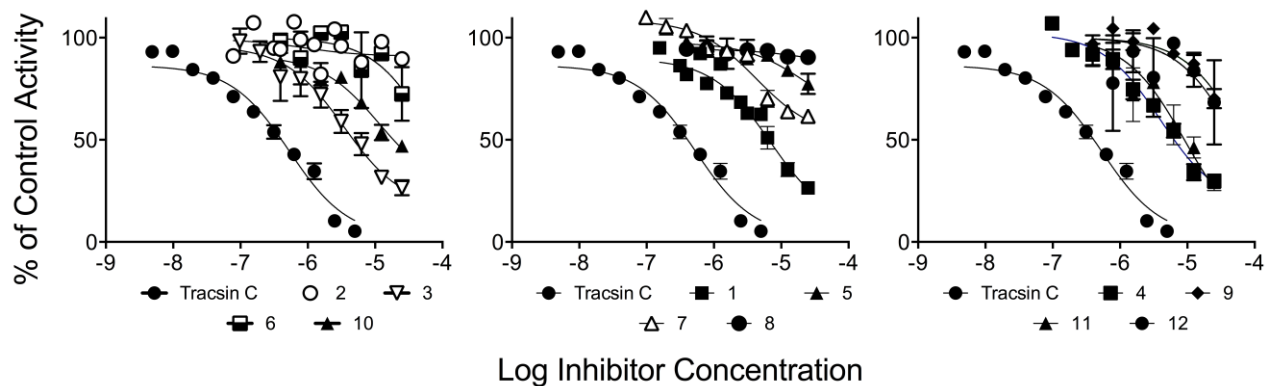 % of Control Activity
100
50
0
-9 -8 -7 -6 -5 -4
Tracsin C 2 3
6 10
100
50
0
-9 -8 -7 -6 -5 -4
Tracsin C 1 5
7 8
100
50
0
-9 -8 -7 -6 -5 -4
Tracsin C 4 9
11 12
Log Inhibitor Concentration